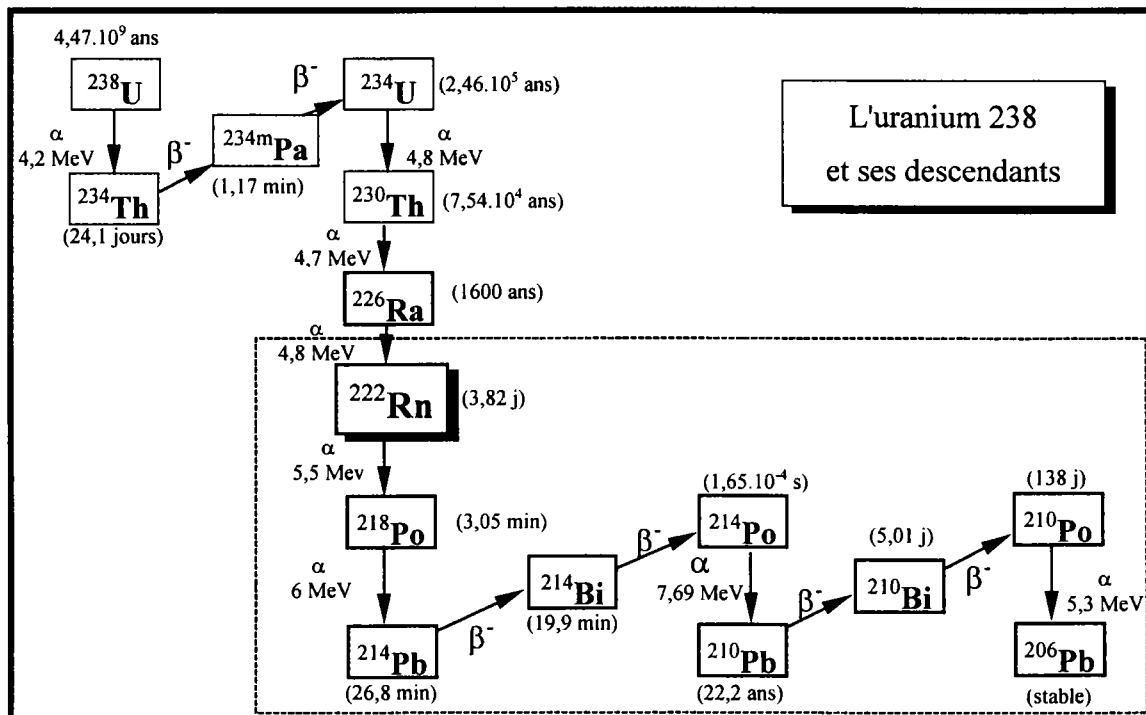 4,47.10⁹ ans
²³⁸U
α
4,2 MeV
²³⁴Th
(24,1 jours)
β⁻
²³⁴ᵐPa
(1,17 min)
β⁻
²³⁴U
(2,46.10⁵ ans)
α
4,8 MeV
²³⁰Th
(7,54.10⁴ ans)
α
4,7 MeV
²²⁶Ra
(1600 ans)
α
4,8 MeV
²²²Rn
(3,82 j)
α
5,5 Mev
²¹⁸Po
(3,05 min)
α
6 MeV
²¹⁴Pb
(26,8 min)
β⁻
²¹⁴Bi
(19,9 min)
β⁻
(1,65.10⁻⁴ s)
²¹⁴Po
α
7,69 MeV
²¹⁰Pb
(22,2 ans)
β⁻
(5,01 j)
²¹⁰Bi
β⁻
(138 j)
²¹⁰Po
α
5,3 MeV
²⁰⁶Pb
(stable)
L'uranium 238
et ses descendants